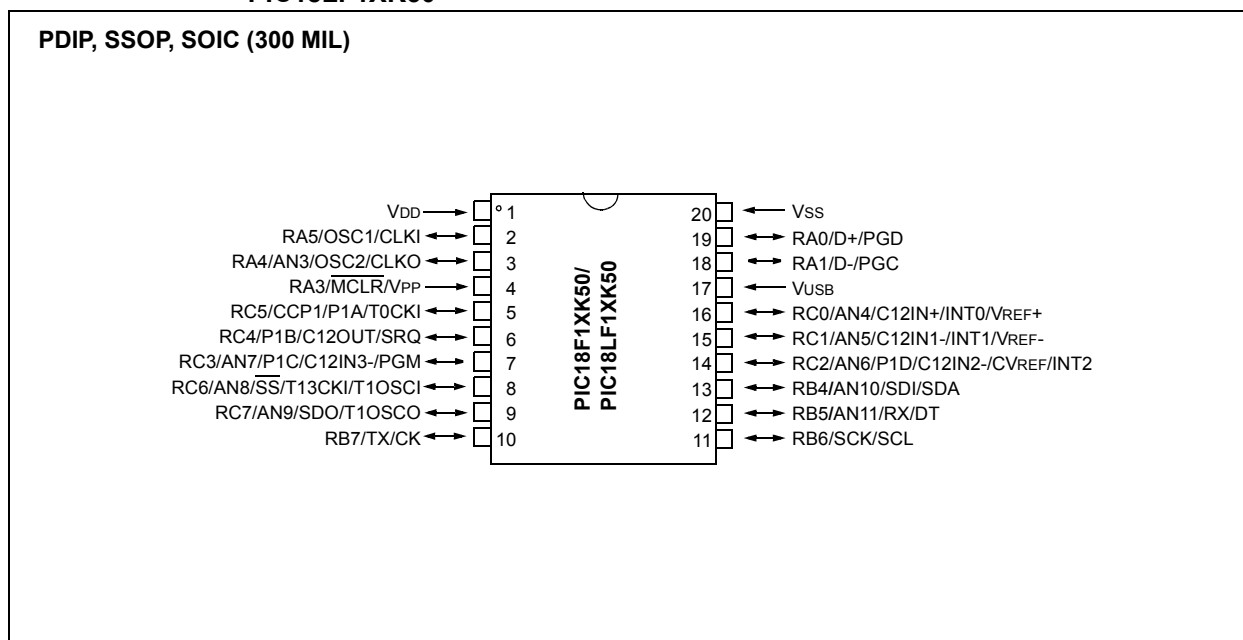 PDIP, SSOP, SOIC (300 MIL)
VDD
RA5/OSC1/CLKI
RA4/AN3/OSC2/CLKO
RA3/MCLR/VPP
RC5/CCP1/P1A/T0CKI
RC4/P1B/C12OUT/SRQ
RC3/AN7/P1C/C12IN3-/PGM
RC6/AN8/SS/T13CKI/T1OSCI
RC7/AN9/SDO/T1OSCO
RB7/TX/CK
1
2
3
4
5
6
7
8
9
10
PIC18F1XK50/
PIC18LF1XK50
20
19
18
17
16
15
14
13
12
11
VSS
RA0/D+/PGD
RA1/D-/PGC
VUSB
RC0/AN4/C12IN+/INT0/VREF+
RC1/AN5/C12IN1-/INT1/VREF-
RC2/AN6/P1D/C12IN2-/CVREF/INT2
RB4/AN10/SDI/SDA
RB5/AN11/RX/DT
RB6/SCK/SCL